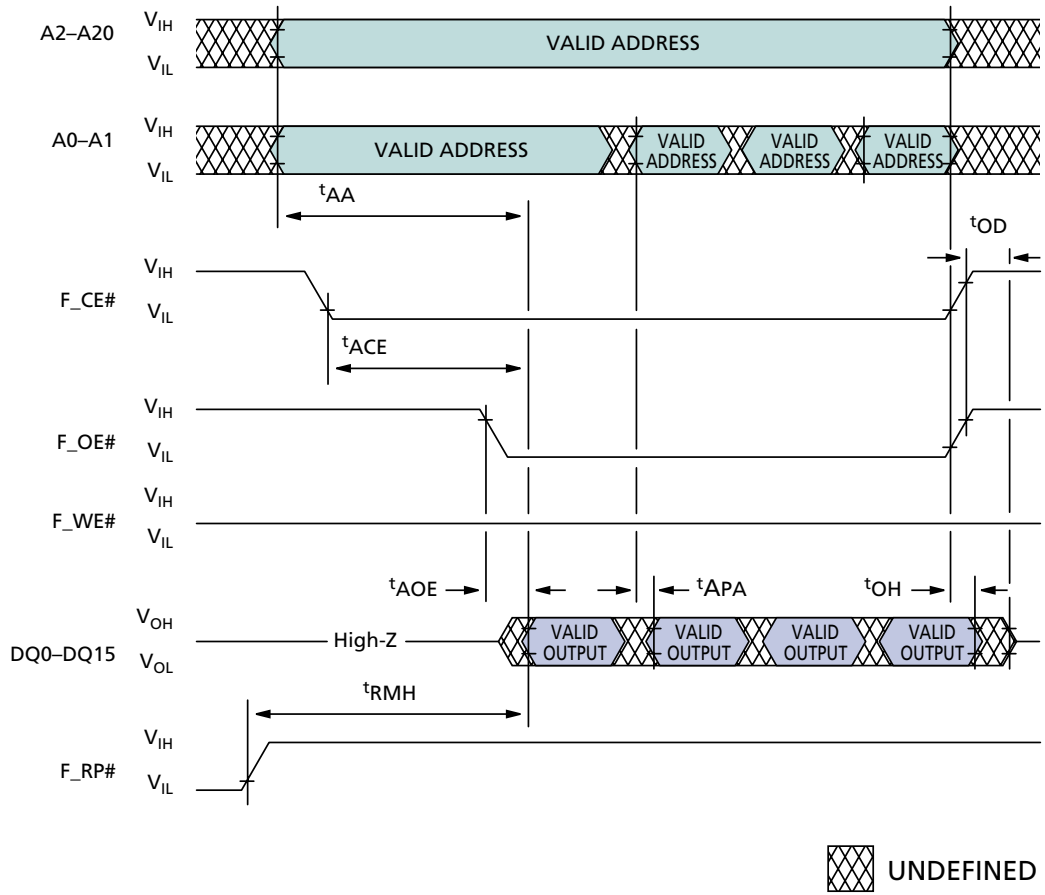 A2–A20 VIH VIL VALID ADDRESS
A0–A1 VIH VIL VALID ADDRESS VALID ADDRESS VALID ADDRESS VALID ADDRESS
tAA
tOD
F_CE# VIH VIL
tACE
F_OE# VIH VIL
F_WE# VIH VIL
tAOE tAPA tOH
DQ0–DQ15 VOH VOL High-Z VALID OUTPUT VALID OUTPUT VALID OUTPUT VALID OUTPUT
tRMH
F_RP# VIH VIL
UNDEFINED